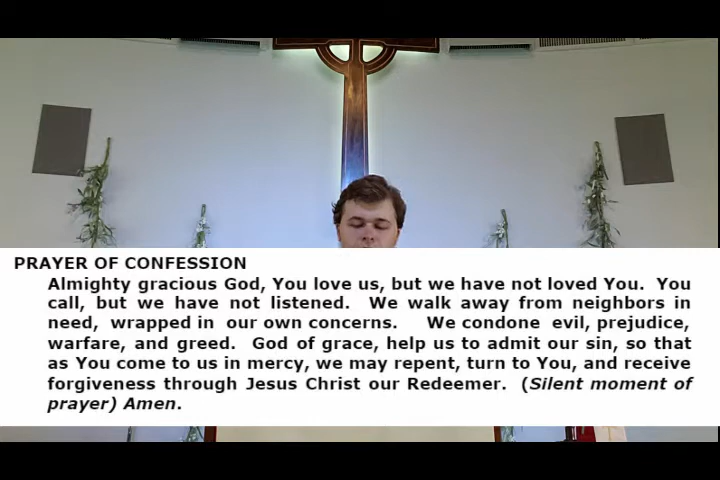 PRAYER OF CONFESSION
Almighty gracious God, You love us, but we have not loved You. You
call, but we have not listened. We walk away from neighbors in
need, wrapped in our own concerns. We condone evil, prejudice,
warfare, and greed. God of grace, help us to admit our sin, so that
as You come to us in mercy, we may repent, turn to You, and receive
forgiveness through Jesus Christ our Redeemer. (Silent moment of
prayer) Amen.